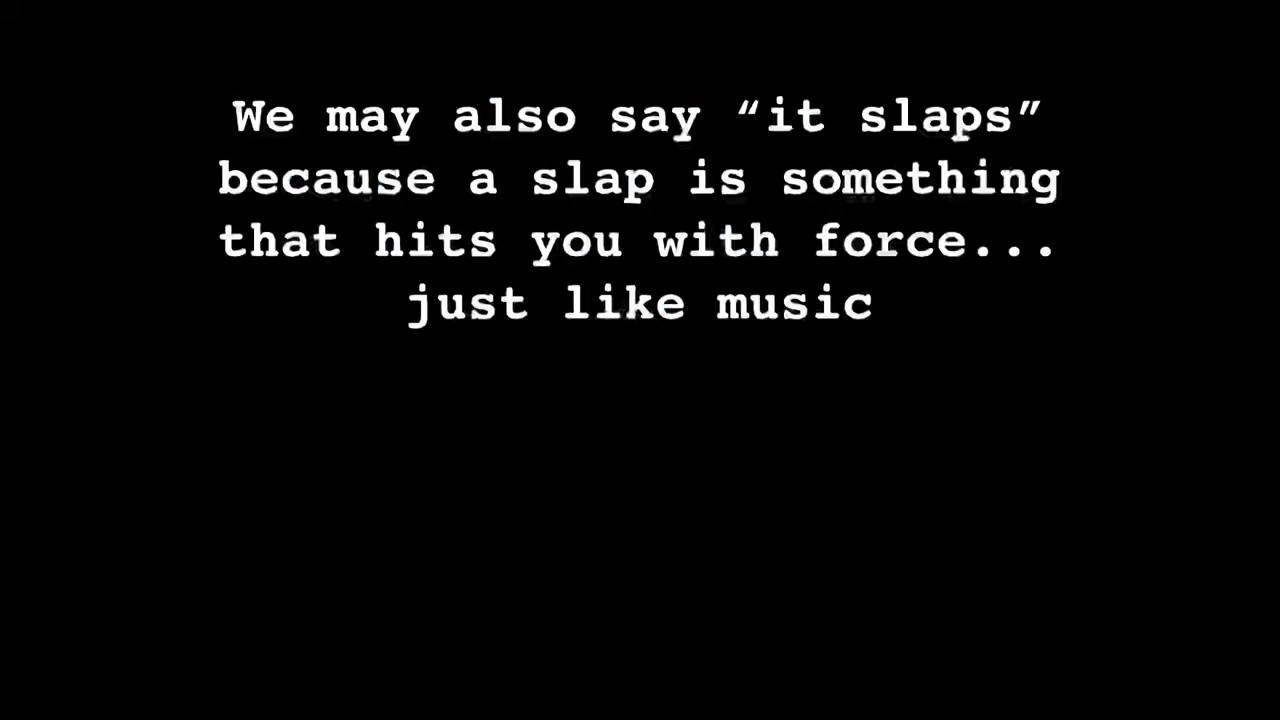 We may also say “it slaps”
because a slap is something
that hits you with force...
just like music